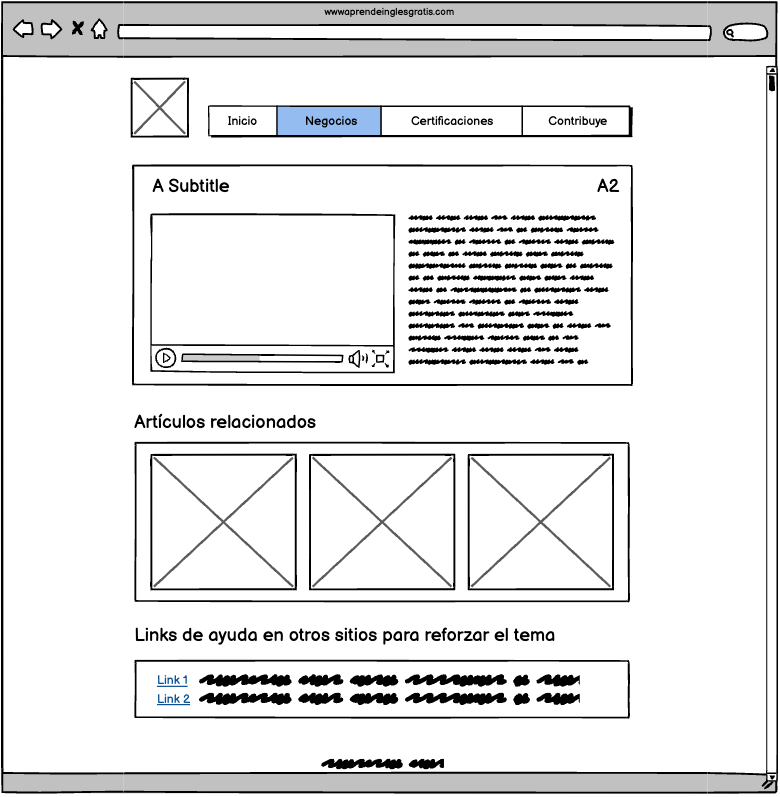 www.aprendeinglesgratis.com
Inicio Negocios Certificaciones Contribuye
A Subtitle A2
Artículos relacionados
Links de ayuda en otros sitios para reforzar el tema
Link 1
Link 2